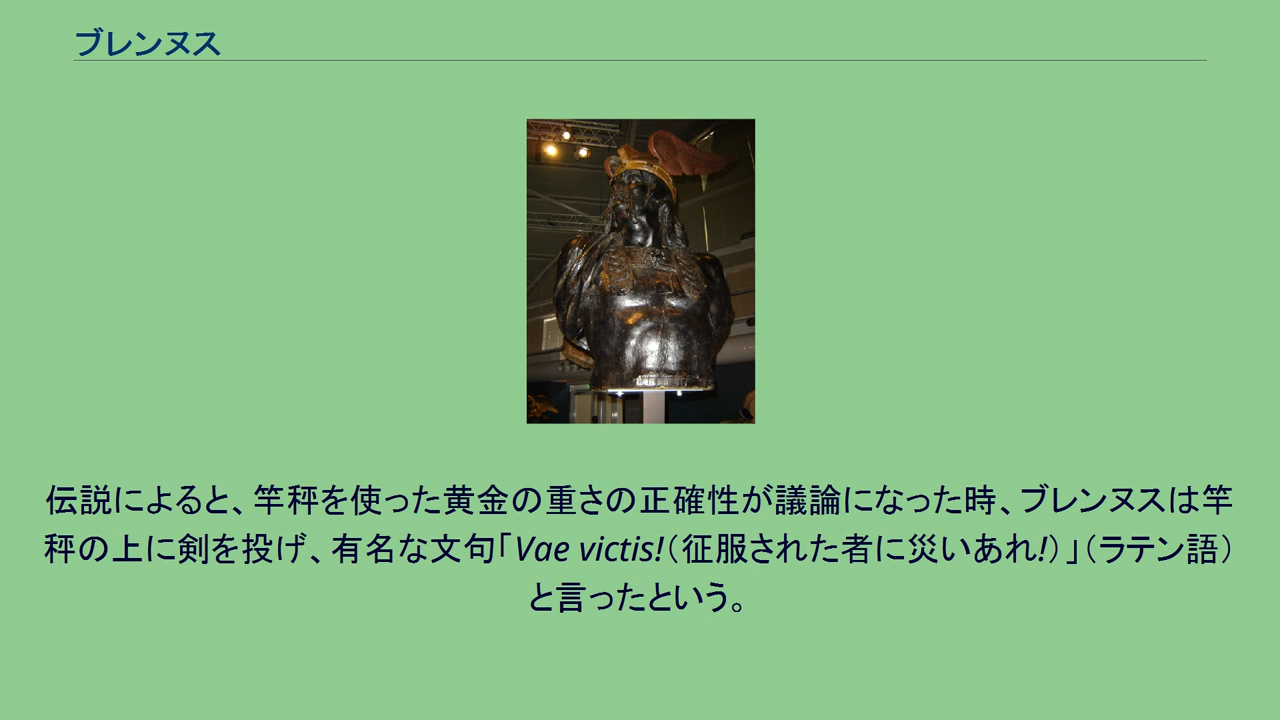 ブレンヌス
伝説によると、竿秤を使った黄金の重さの正確性が議論になった時、ブレンヌスは竿
秤の上に剣を投げ、有名な文句「Vae victis!（征服された者に災いあれ!）」（ラテン語）
と言ったという。